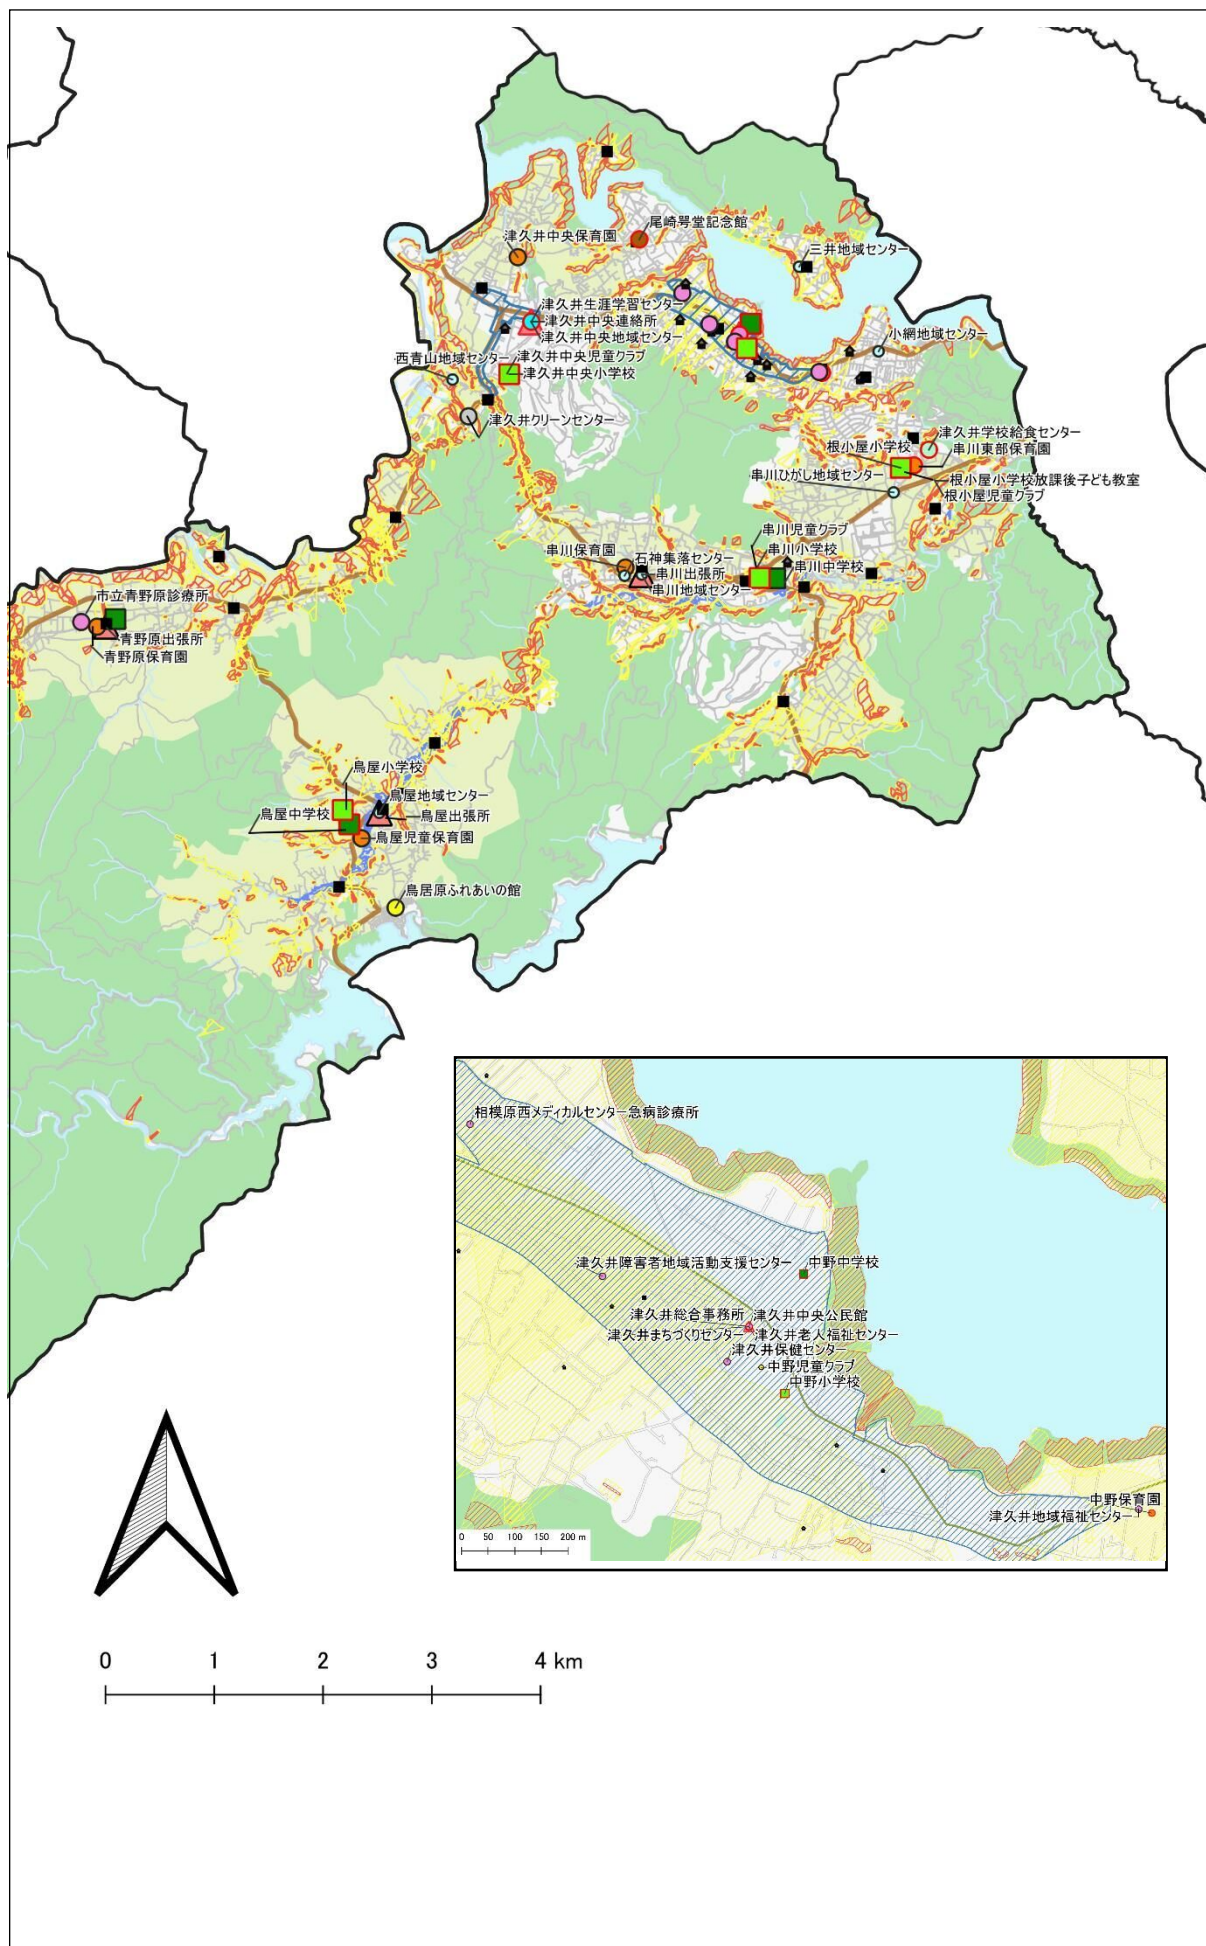 尾崎咢堂記念館
津久井中央保育園
三井地域センター
津久井生涯学習センター
津久井中央連絡所
津久井中央地域センター
小網地域センター
西青山地域センター
津久井中央児童クラブ
津久井中央小学校
津久井クリーンセンター
津久井学校給食センター
根小屋小学校
串川東部保育園
串川ひがし地域センター
根小屋小学校放課後子ども教室
根小屋児童クラブ
串川児童クラブ
串川保育園
石神集落センター
串川小学校
串川出張所
串川中学校
串川地域センター
市立青野原診療所
青野原出張所
青野原保育園
鳥屋小学校
鳥屋地域センター
鳥屋中学校
鳥屋出張所
鳥屋児童保育園
鳥居原ふれあいの館
相模原西メディカルセンター急病診療所
津久井障害者地域活動支援センター
中野中学校
津久井総合事務所
津久井中央公民館
津久井まちづくりセンター
津久井老人福祉センター
津久井保健センター
中野児童クラブ
中野小学校
中野保育園
津久井地域福祉センター
0 50 100 150 200 m
0 1 2 3 4 km